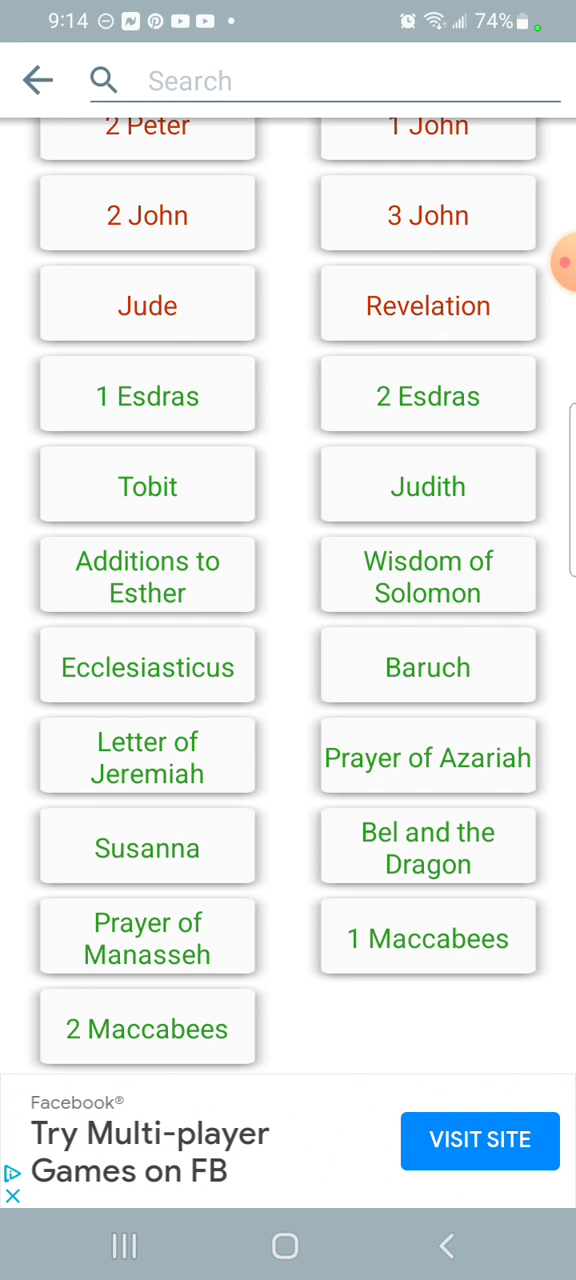 9:14
74%
Search
2 Peter
1 John
2 John
3 John
Jude
Revelation
1 Esdras
2 Esdras
Tobit
Judith
Additions to
Esther
Wisdom of
Solomon
Ecclesiasticus
Baruch
Letter of
Jeremiah
Prayer of Azariah
Susanna
Bel and the
Dragon
Prayer of
Manasseh
1 Maccabees
2 Maccabees
Facebook®
Try Multi-player
Games on FB
VISIT SITE